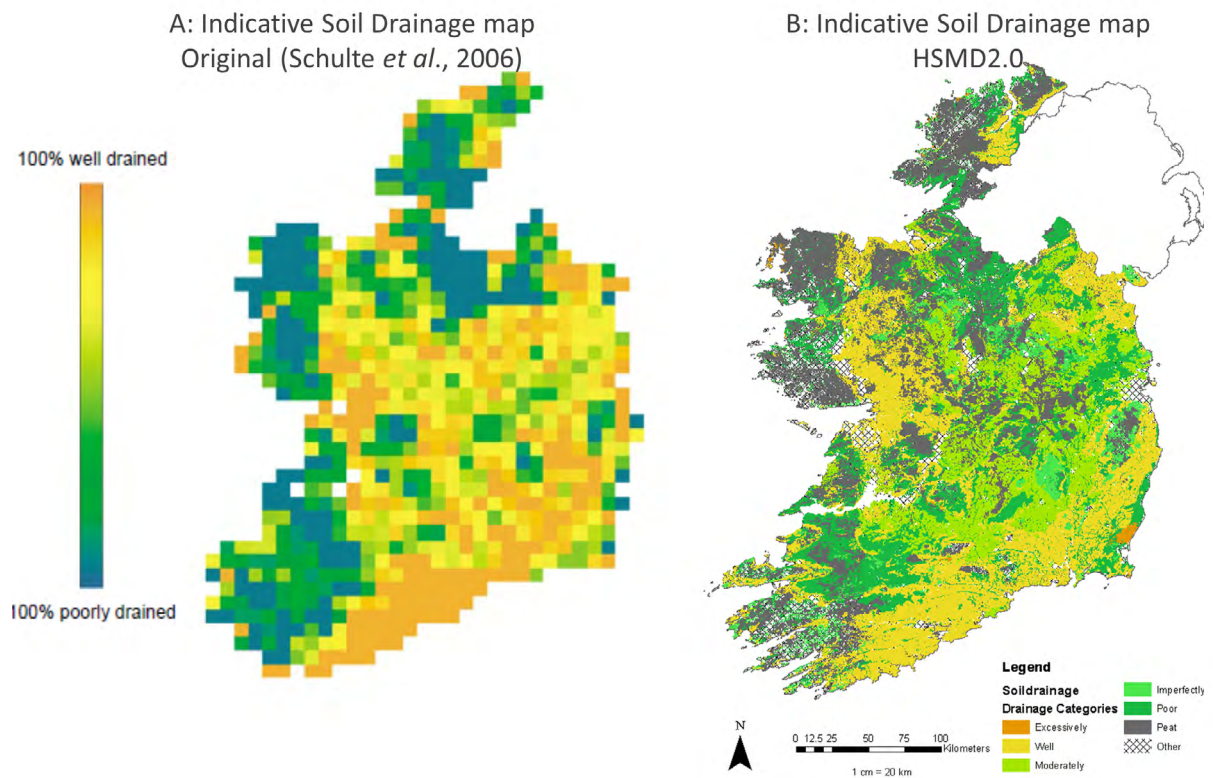 A: Indicative Soil Drainage map
Original (Schulte et al., 2006)
B: Indicative Soil Drainage map
HSMD2.0
100% well drained
100% poorly drained
Legend
Soildrainage
Drainage Categories
Excessively
Well
Moderately
Imperfectly
Poor
Peat
Other
N
0 12.5 25 50 75 100
Kilometers
1 cm = 20 km